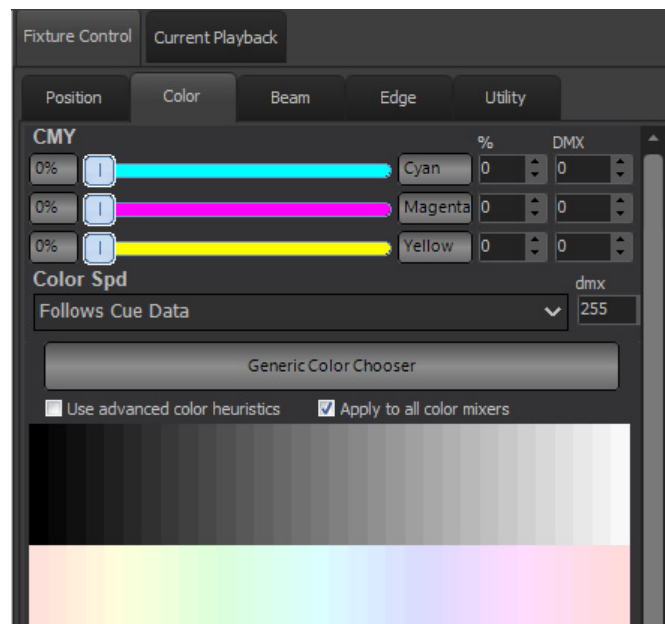 Fixture Control Current Playback
Position Color Beam Edge Utility
CMY % DMX
0% Cyan 0 0
0% Magenta 0 0
0% Yellow 0 0
Color Spd dmx
Follows Cue Data 255
Generic Color Chooser
Use advanced color heuristics Apply to all color mixers